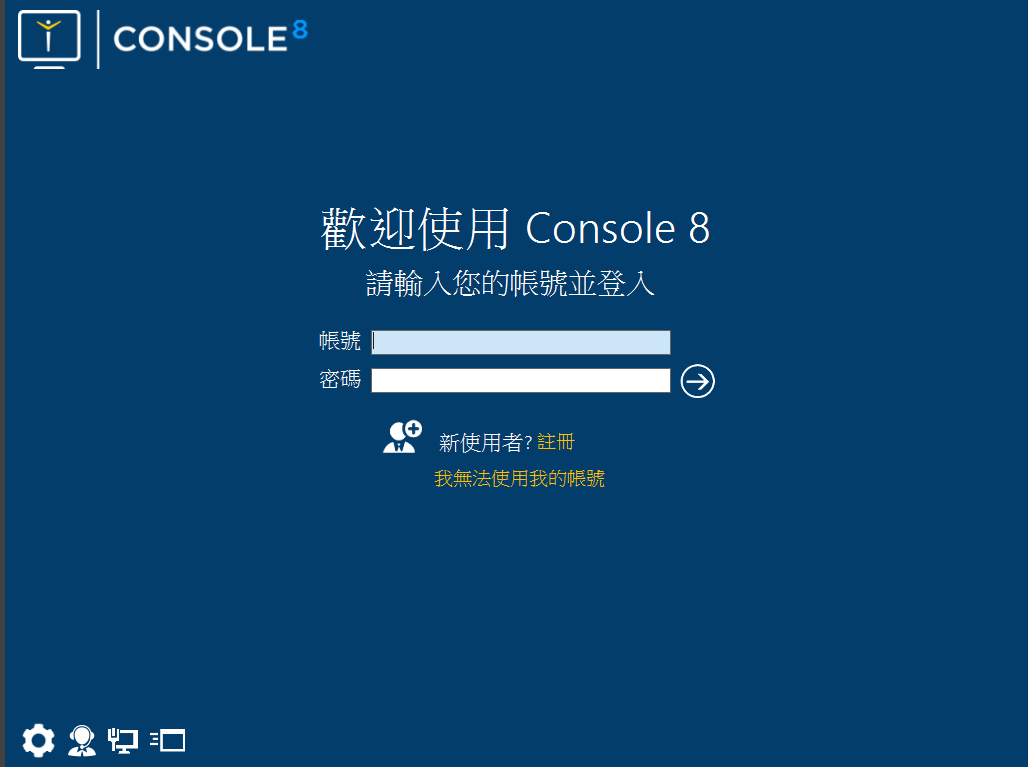 CONSOLE8
歡迎使用 Console 8
請輸入您的帳號並登入
帳號
密碼
新使用者? 註冊
我無法使用我的帳號